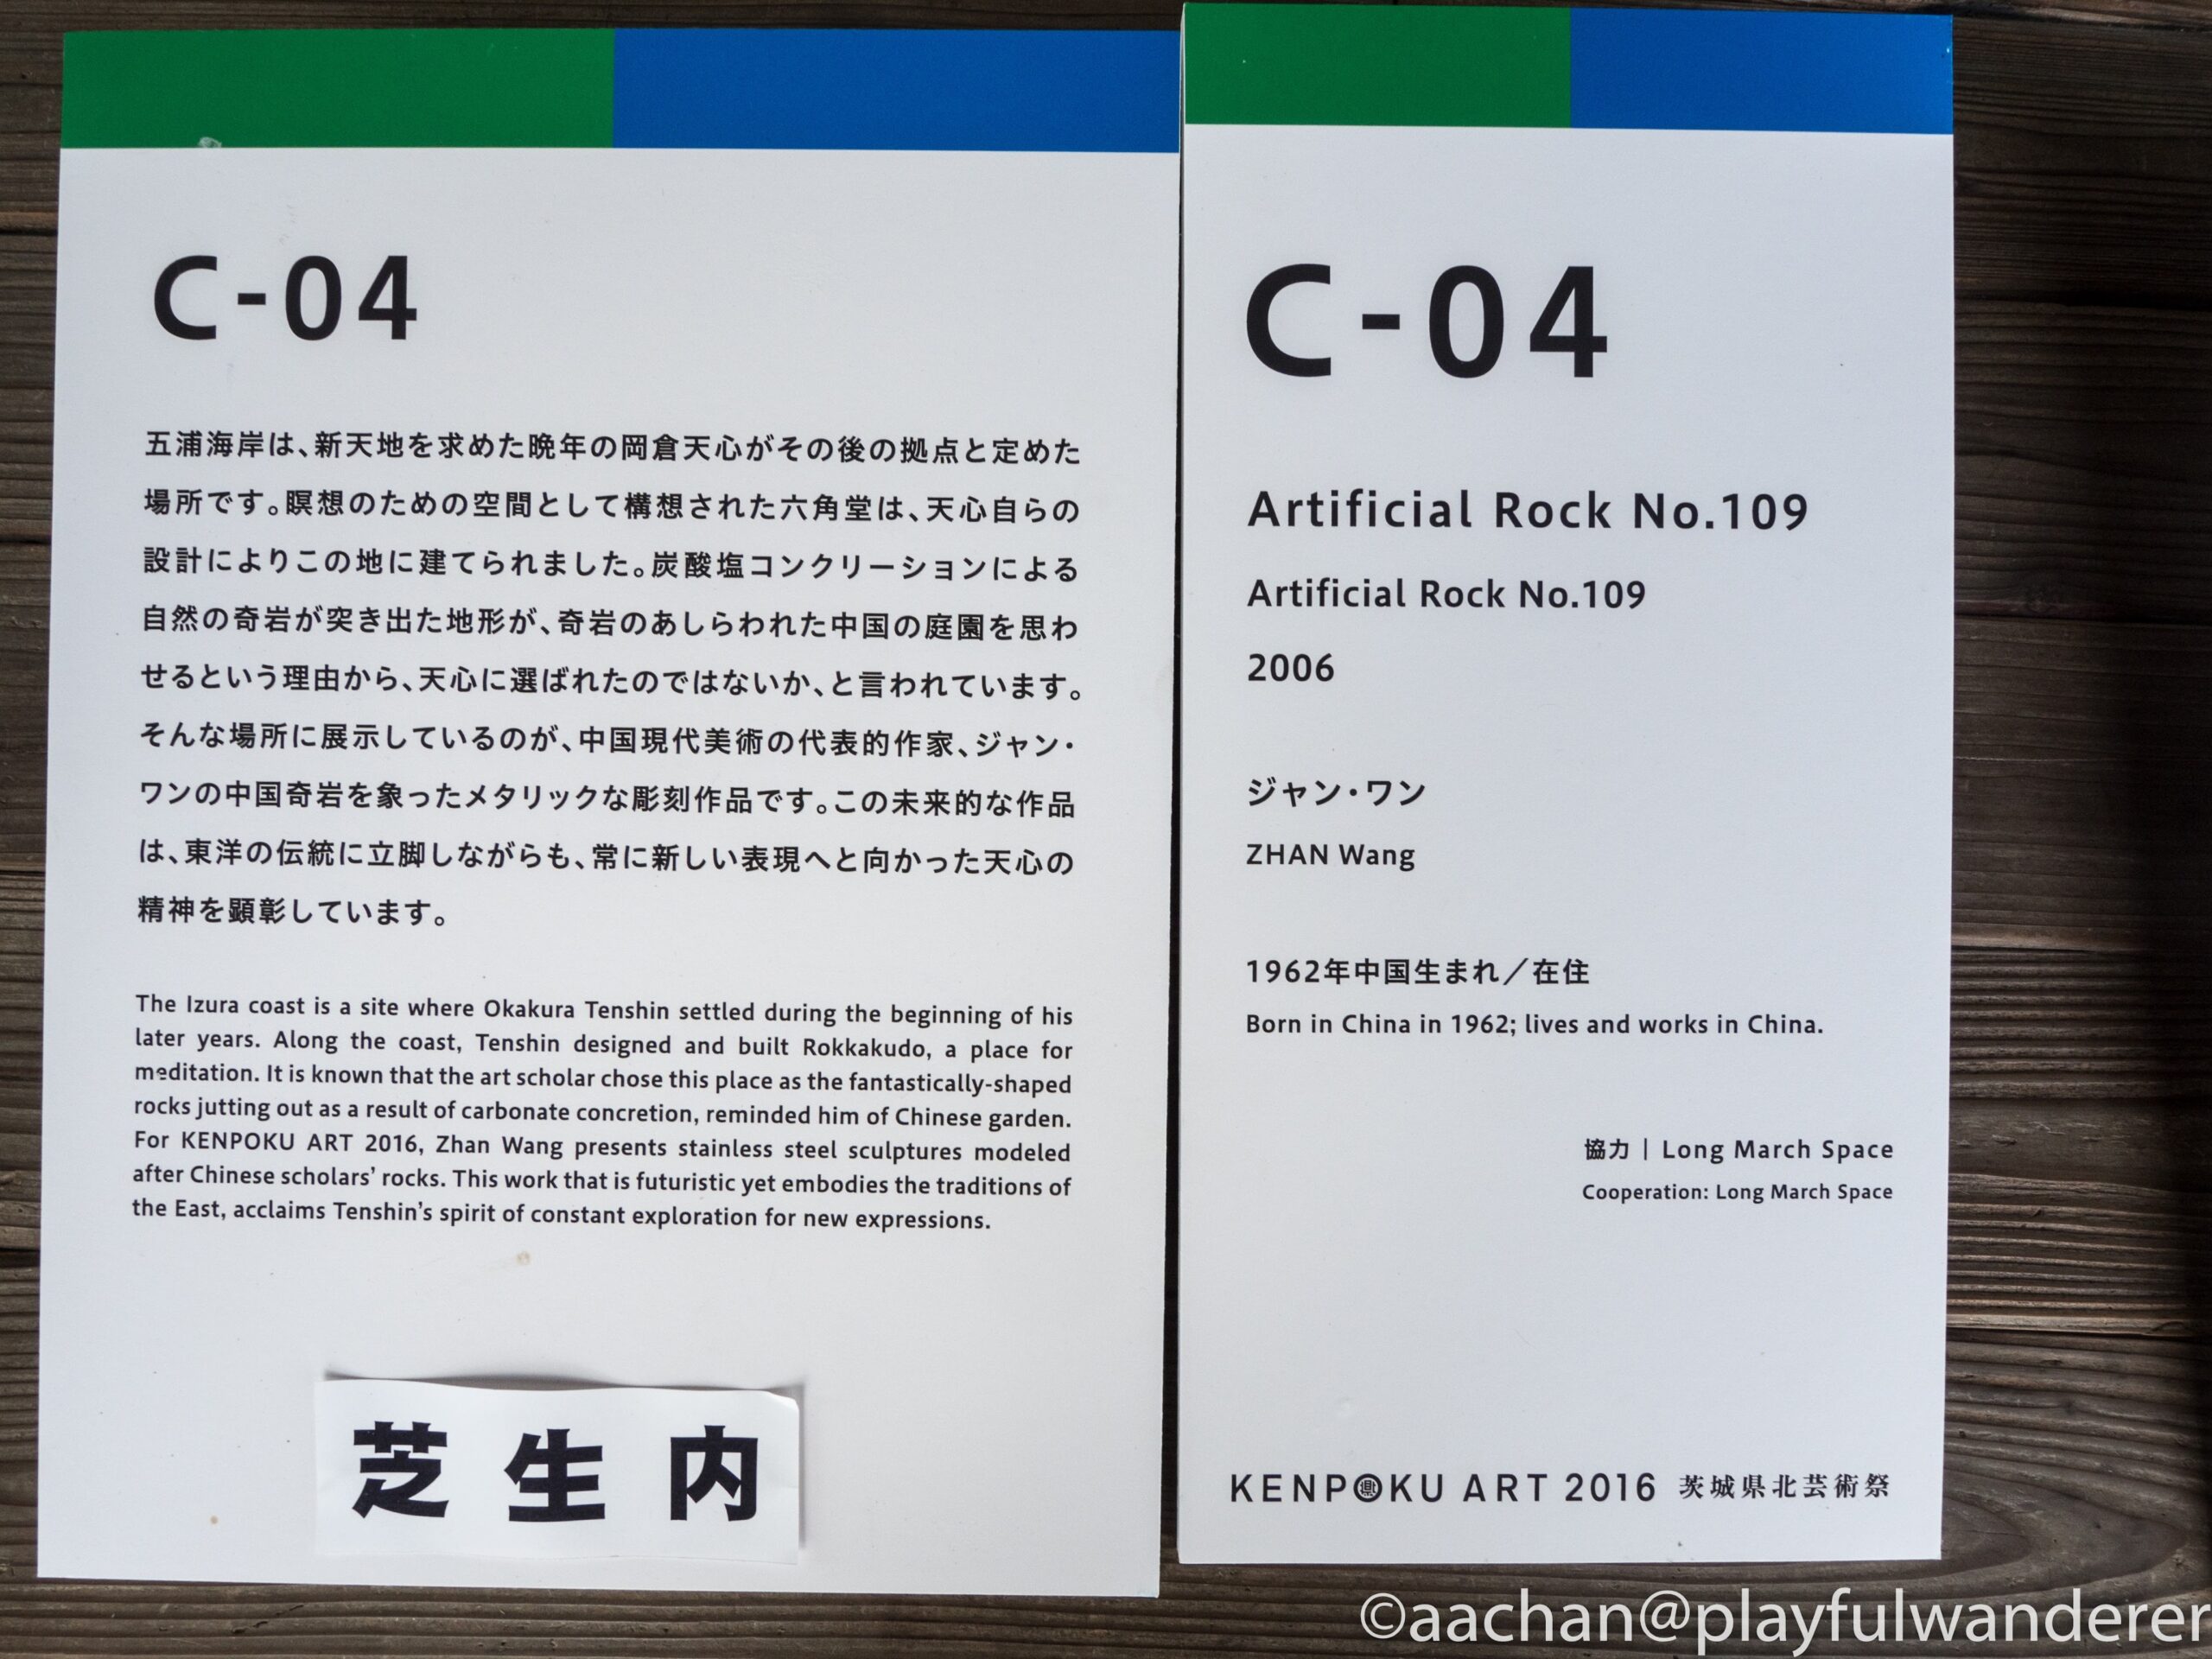 C-04
五浦海岸は、新天地を求めた晩年の岡倉天心がその後の拠点と定めた
場所です。瞑想のための空間として構想された六角堂は、天心自らの
設計によりこの地に建てられました。炭酸塩コンクリーションによる
自然の奇岩が突き出た地形が、奇岩のあしらわれた中国の庭園を思わ
せるという理由から、天心に選ばれたのではないか、と言われています。
そんな場所に展示しているのが、中国現代美術の代表的作家、ジャン・
ワンの中国奇岩を象ったメタリックな彫刻作品です。この未来的な作品
は、東洋の伝統に立脚しながらも、常に新しい表現へと向かった天心の
精神を顕彰しています。
The Izura coast is a site where Okakura Tenshin settled during the beginning of his
later years. Along the coast, Tenshin designed and built Rokkakudo, a place for
meditation. It is known that the art scholar chose this place as the fantastically-shaped
rocks jutting out as a result of carbonate concretion, reminded him of Chinese garden.
For KENPOKU ART 2016, Zhan Wang presents stainless steel sculptures modeled
after Chinese scholars’ rocks. This work that is futuristic yet embodies the traditions of
the East, acclaims Tenshin’s spirit of constant exploration for new expressions.
芝生内
C-04
Artificial Rock No.109
Artificial Rock No.109
2006
ジャン・ワン
ZHAN Wang
1962年中国生まれ／在住
Born in China in 1962; lives and works in China.
協力｜Long March Space
Cooperation: Long March Space
KENPOKU ART 2016 茨城県北芸術祭
©aachan@playfulwanderer